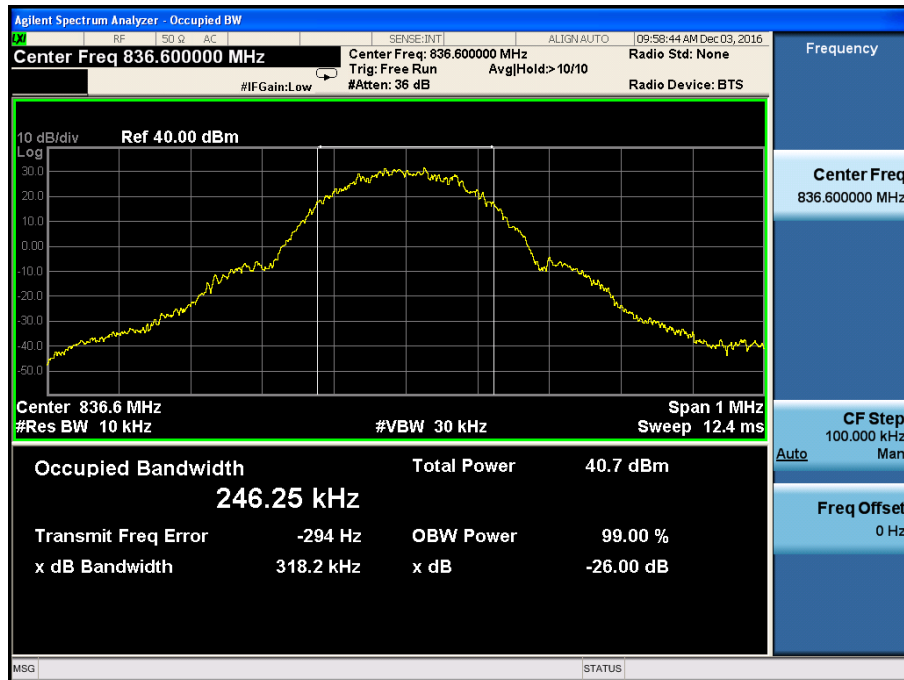 Agilent Spectrum Analyzer - Occupied BW
LXI RF 50 Ω AC SENSE:INT ALIGN AUTO 09:58:44 AM Dec 03, 2016
Center Freq 836.600000 MHz Center Freq: 836.600000 MHz Radio Std: None
Trig: Free Run Avg|Hold:>10/10
#IFGain:Low #Atten: 36 dB Radio Device: BTS
10 dB/div Ref 40.00 dBm
Log
30.0
20.0
10.0
0.00
-10.0
-20.0
-30.0
-40.0
-50.0
Center 836.6 MHz Span 1 MHz
#Res BW 10 kHz #VBW 30 kHz Sweep 12.4 ms
Occupied Bandwidth Total Power 40.7 dBm
246.25 kHz
Transmit Freq Error -294 Hz OBW Power 99.00 %
x dB Bandwidth 318.2 kHz x dB -26.00 dB
MSG STATUS
Frequency
Center Freq
836.600000 MHz
CF Step
100.000 kHz
Auto Man
Freq Offset
0 Hz